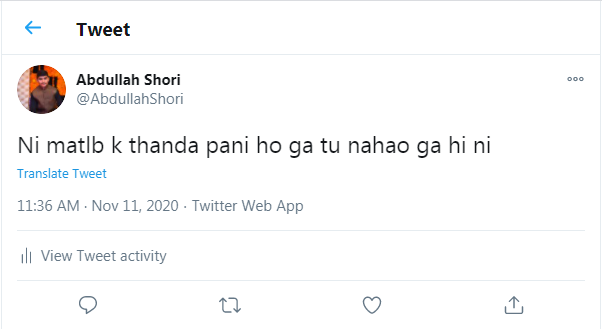 Tweet
Abdullah Shori
@AbdullahShori
Ni matlb k thanda pani ho ga tu nahao ga hi ni
Translate Tweet
11:36 AM · Nov 11, 2020 · Twitter Web App
View Tweet activity